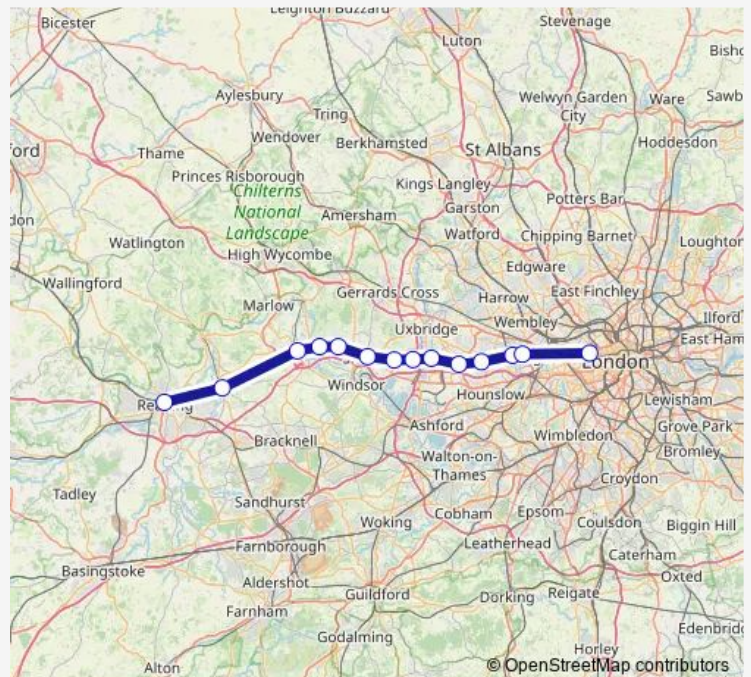 Leighton Buzzard
Bicester
Stevenage
Luton
Bisho
Aylesbury
Welwyn Garden
City
Ware
Sawb
Tring
Wendover
Berkhamsted
St Albans
Hoddesdon
ford
Thame
Princes Risborough
Kings Langley
Chilterns
National
Landscape
Garston
Potters Bar
Amersham
don
Watlington
Watford
Chipping Barnet
Loughton
High Wycombe
Edgware
Wallingford
Gerrards Cross
Harrow
East Finchley
Marlow
Uxbridge
Wembley
Ilford
East Ham
London
Windsor
Hounslow
Lewisham
Ashford
Grove Park
Bracknell
Wimbledon
Bromley
Walton-on-
Thames
Croydon
Tadley
Sandhurst
Cobham
Epsom
Woking
Coulsdon
Biggin Hill
Farnborough
Leatherhead
Caterham
Basingstoke
Oxted
Aldershot
Guildford
Dorking
Reigate
Farnham
Edenbridg
Godalming
Horley
Alton
© OpenStreetMap contributors